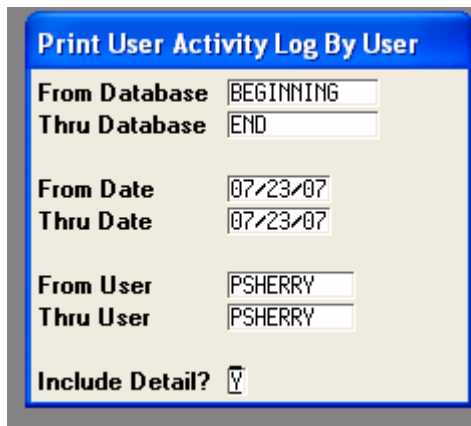 Print User Activity Log By User
From Database BEGINNING
Thru Database END
From Date 07/23/07
Thru Date 07/23/07
From User PSHERRY
Thru User PSHERRY
Include Detail? Y